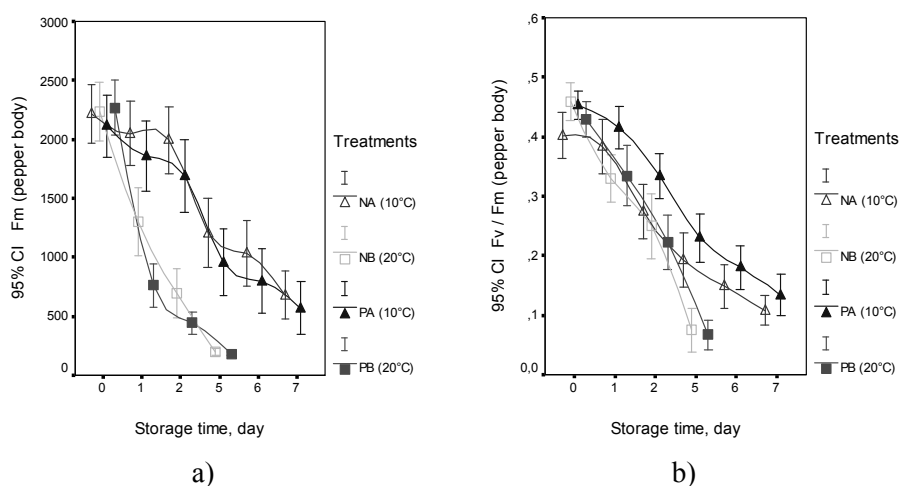 3000
2500
2000
1500
1000
500
0
95% CI Fm (pepper body)
0 1 2 5 6 7
Storage time, day
Treatments
NA (10°C)
NB (20°C)
PA (10°C)
PB (20°C)
a)
,6
,5
,4
,3
,2
,1
0,0
95% CI Fv / Fm (pepper body)
0 1 2 5 6 7
Storage time, day
Treatments
NA (10°C)
NB (20°C)
PA (10°C)
PB (20°C)
b)